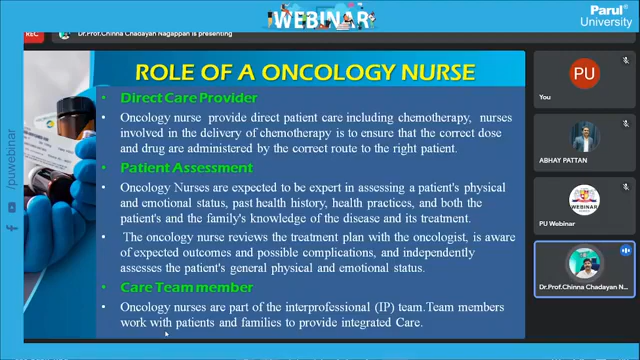 WEBINAR
Parul®
University
REC
Dr.Prof.Chinna Chadayan Nagappan is presenting
ROLE OF A ONCOLOGY NURSE
• Direct Care Provider
• Oncology nurse provide direct patient care including chemotherapy, nurses
involved in the delivery of chemotherapy is to ensure that the correct dose
and drug are administered by the correct route to the right patient.
• Patient Assessment
• Oncology Nurses are expected to be expert in assessing a patient's physical
and emotional status, past health history, health practices, and both the
patient's and the family's knowledge of the disease and its treatment.
• The oncology nurse reviews the treatment plan with the oncologist, is aware
of expected outcomes and possible complications, and independently
assesses the patient's general physical and emotional status.
• Care Team member
• Oncology nurses are part of the interprofessional (IP) team.Team members
work with patients and families to provide integrated Care.
/puwebinar
PU
You
ABHAY PATTAN
WEBINAR
PU Webinar
Dr.Prof.Chinna Chadayan N...